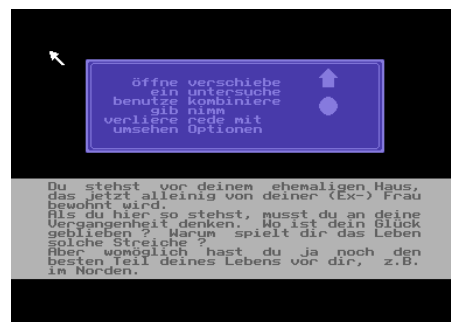 öffne verschiebe
ein untersuche
benutze kombiniere
gib nimm
verliere rede mit
umsehen Optionen
Du stehst vor deinem ehemaligen Haus,
das jetzt alleinig von deiner (Ex-) Frau
bewohnt wird.
Als du hier so stehst, musst du an deine
Vergangenheit denken. Wo ist dein Glück
geblieben ? Warum spielt dir das Leben
solche Streiche ?
Aber womöglich hast du ja noch den
besten Teil deines Lebens vor dir, z.B.
im Norden.